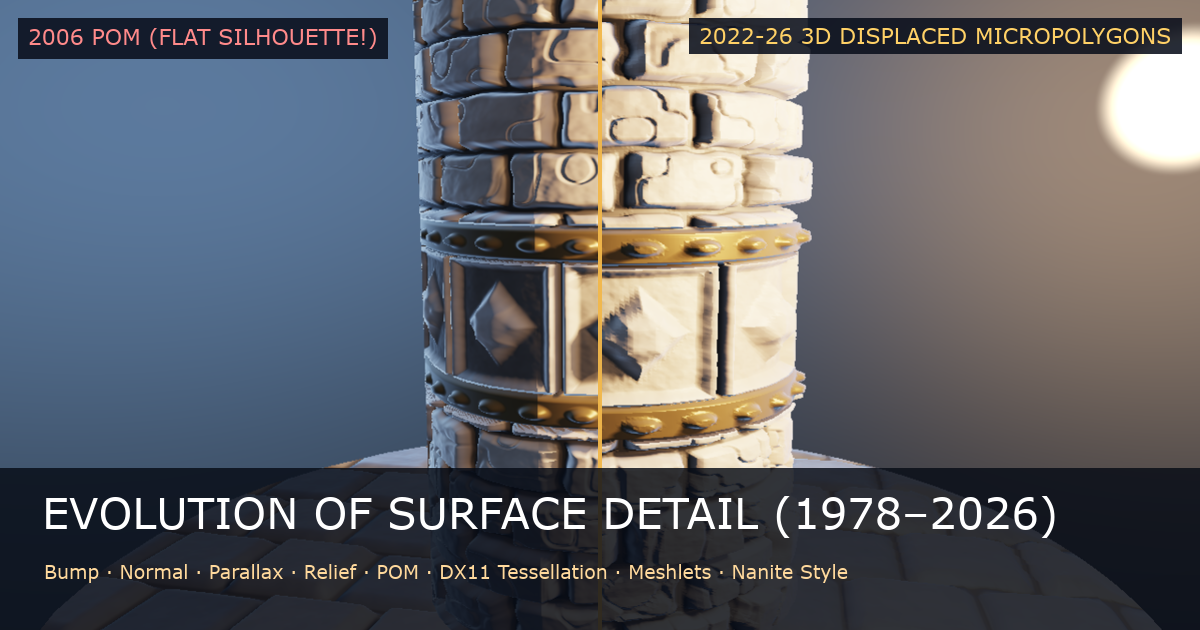 2006 POM (FLAT SILHOUETTE!)
2022-26 3D DISPLACED MICROPOLYGONS
EVOLUTION OF SURFACE DETAIL (1978–2026)
Bump · Normal · Parallax · Relief · POM · DX11 Tessellation · Meshlets · Nanite Style